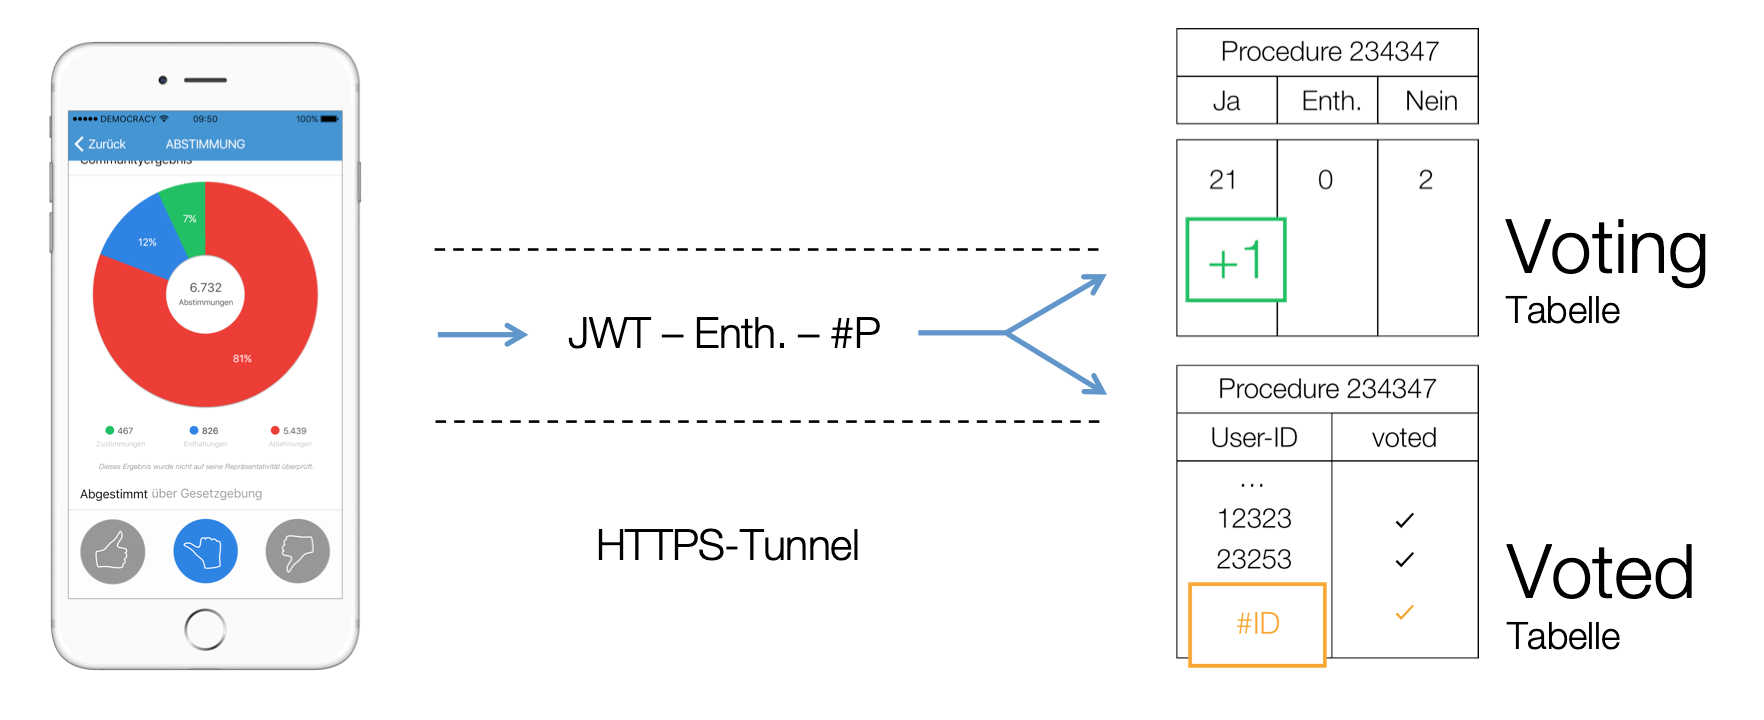 DEMOCRACY 09:50 100%
Zurück ABSTIMMUNG
Communityergebnis
7%
12%
6.732
Abstimmungen
81%
467 826 5.439
Zustimmungen Enthaltungen Ablehnungen
Dieses Ergebnis wurde nicht auf seine Repräsentativität überprüft.
Abgestimmt über Gesetzgebung
JWT – Enth. – #P
HTTPS-Tunnel
Procedure 234347
Ja Enth. Nein
21 0 2
+1
Voting
Tabelle
Procedure 234347
User-ID voted
...
12323 ✓
23253 ✓
#ID ✓
Voted
Tabelle